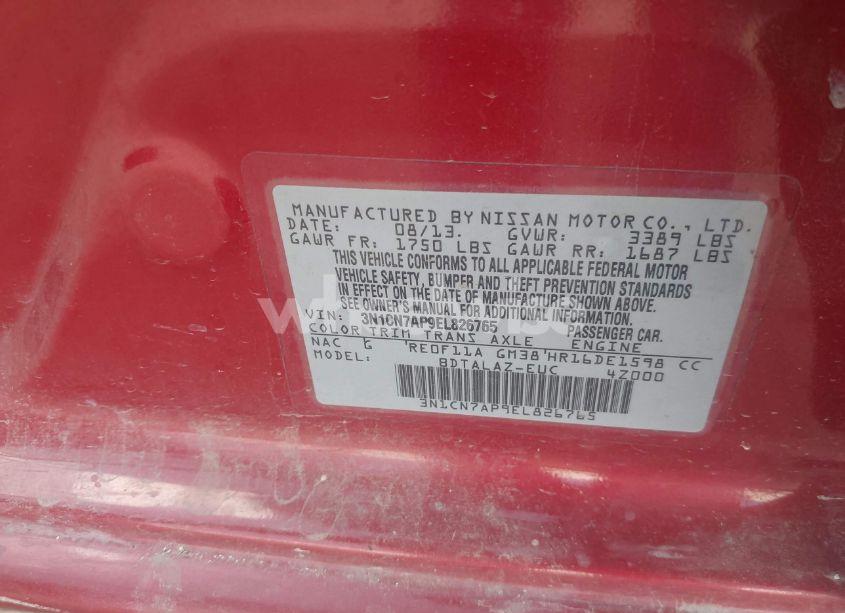 MANUFACTURED BY NISSAN MOTOR CO., LTD.
DATE: 08/13. GVWR: 3389 LBS
GAWR FR: 1750 LBS GAWR RR: 1687 LBS
THIS VEHICLE CONFORMS TO ALL APPLICABLE FEDERAL MOTOR
VEHICLE SAFETY, BUMPER AND THEFT PREVENTION STANDARDS
IN EFFECT ON THE DATE OF MANUFACTURE SHOWN ABOVE.
SEE OWNER'S MANUAL FOR ADDITIONAL INFORMATION.
VIN: 3N1CN7AP9EL826765 PASSENGER CAR.
COLOR TRIM TRANS AXLE ENGINE
NAC G 'RE0F11A GM38'HR16DE1598 CC
MODEL: BDTALAZ-EUC 4Z000
3N1CN7AP9EL826765